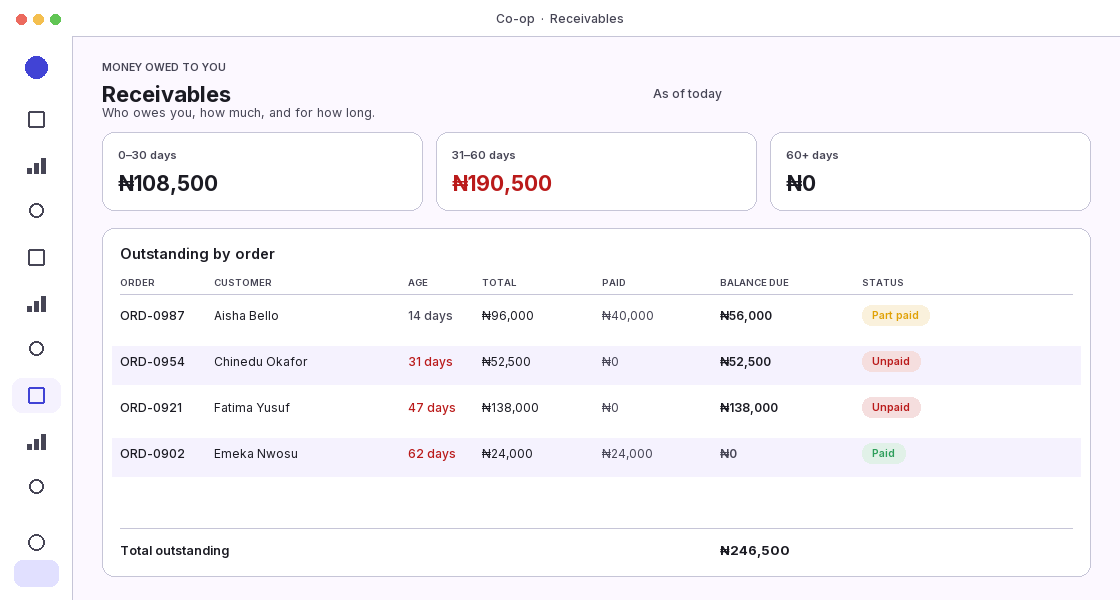 Co-op · Receivables
MONEY OWED TO YOU
Receivables
As of today
Who owes you, how much, and for how long.
0–30 days
₦108,500
31–60 days
₦190,500
60+ days
₦0
Outstanding by order
ORDER CUSTOMER AGE TOTAL PAID BALANCE DUE STATUS
ORD-0987 Aisha Bello 14 days ₦96,000 ₦40,000 ₦56,000 Part paid
ORD-0954 Chinedu Okafor 31 days ₦52,500 ₦0 ₦52,500 Unpaid
ORD-0921 Fatima Yusuf 47 days ₦138,000 ₦0 ₦138,000 Unpaid
ORD-0902 Emeka Nwosu 62 days ₦24,000 ₦24,000 ₦0 Paid
Total outstanding ₦246,500